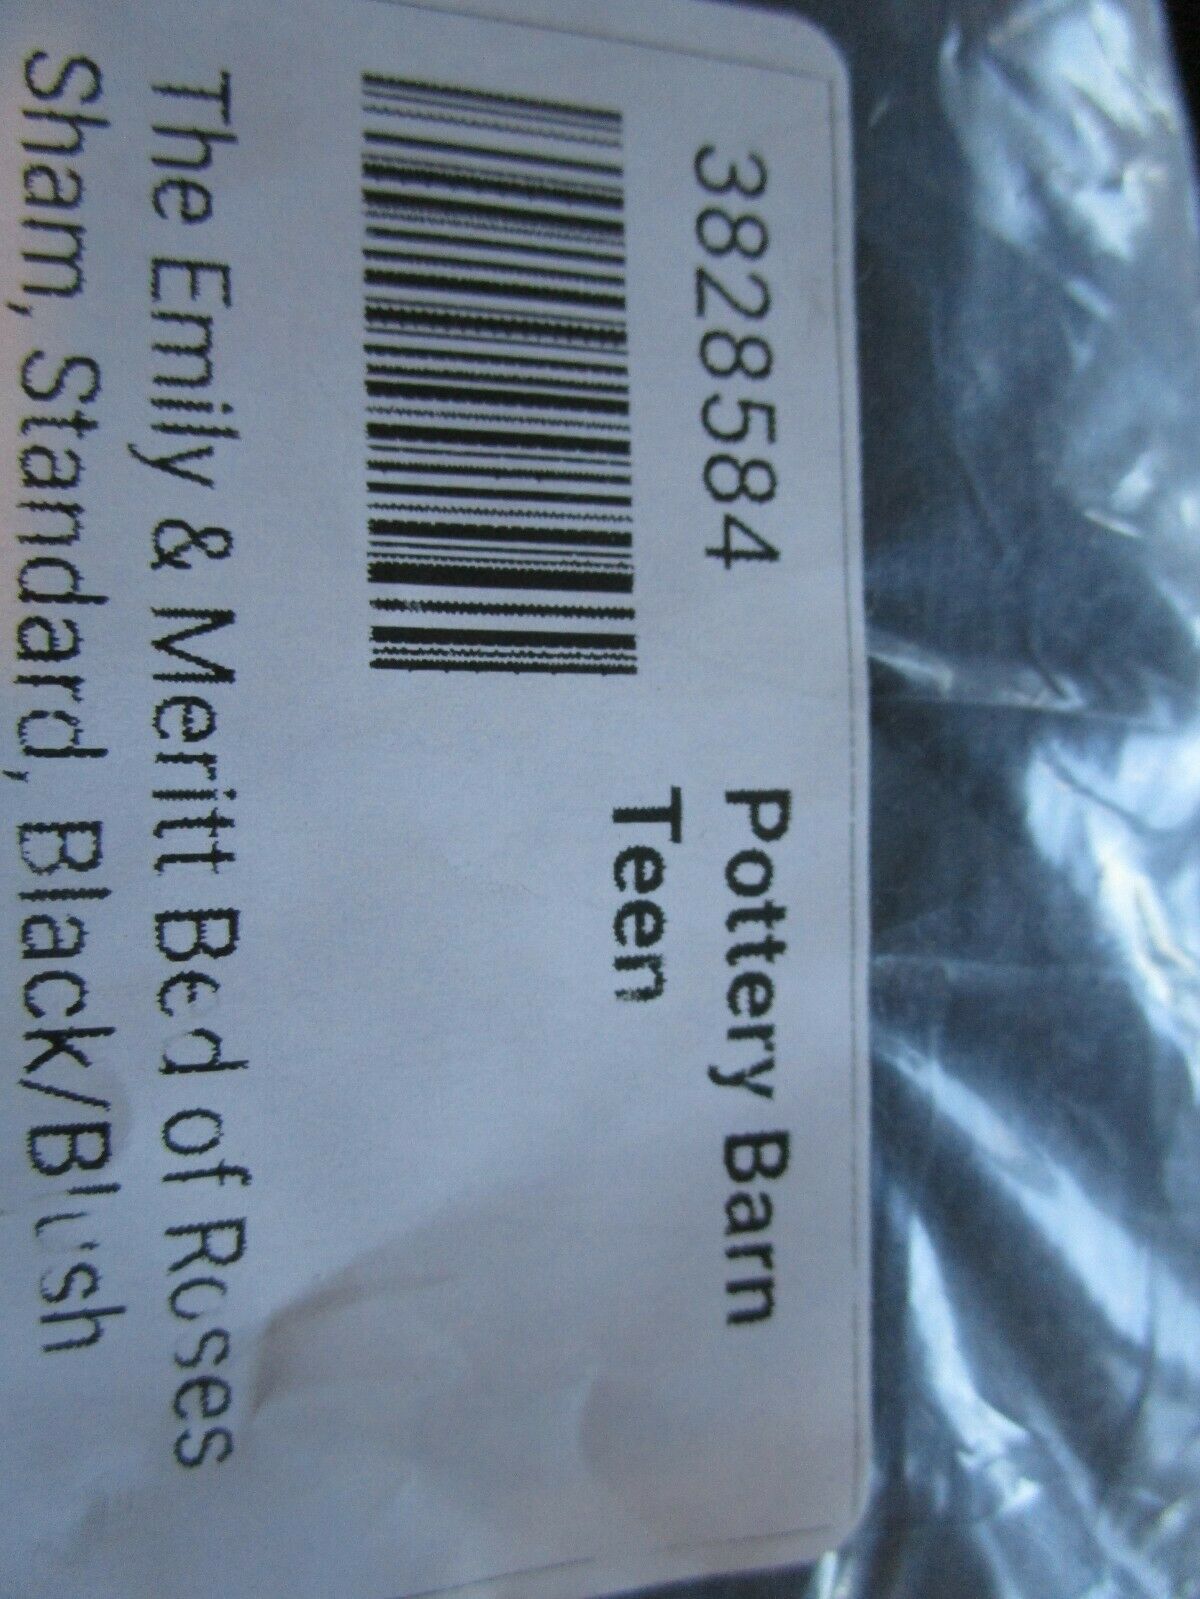 3828584
Pottery Barn
Teen
The Emily & Meritt Bed of Roses
Sham, Standard, Black/Blush